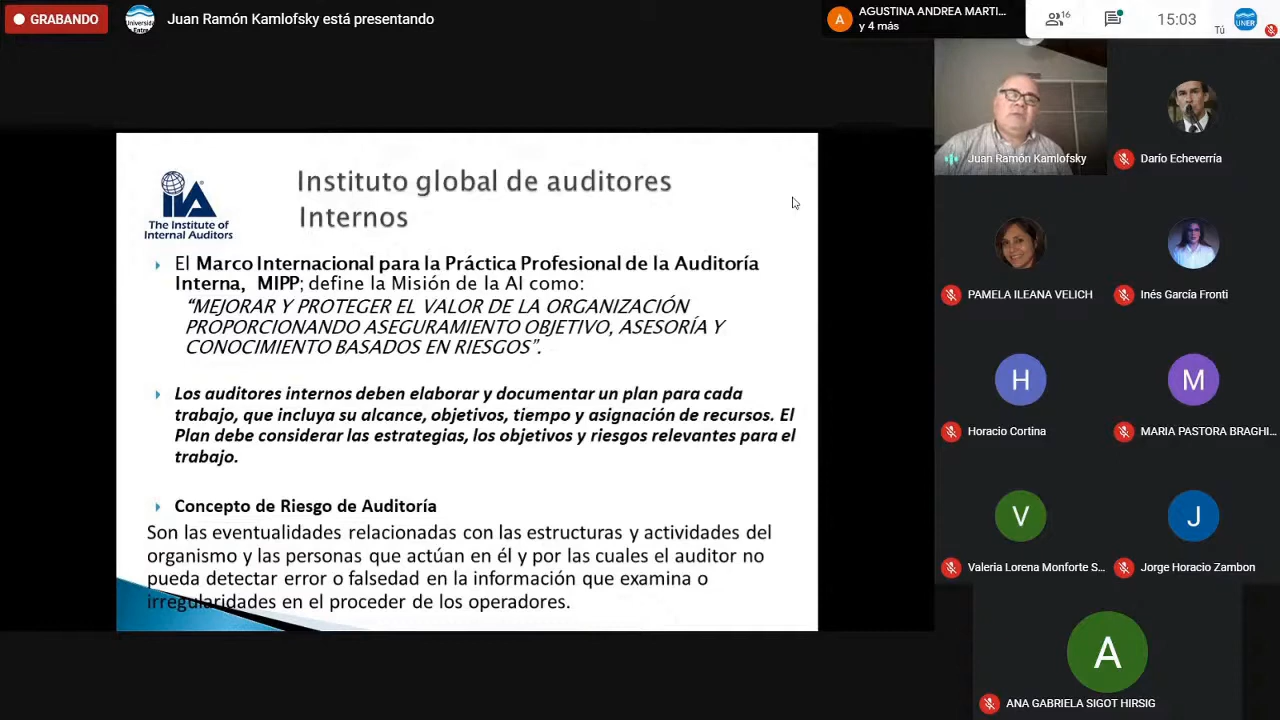 GRABANDO
Juan Ramón Kamlofsky está presentando
A
AGUSTINA ANDREA MARTI...
y 4 más
16
15:03
Tú
UNER
IIA
The Institute of
Internal Auditors
Instituto global de auditores
Internos
El Marco Internacional para la Práctica Profesional de la Auditoría
Interna, MIPP; define la Misión de la AI como:
“MEJORAR Y PROTEGER EL VALOR DE LA ORGANIZACIÓN
PROPORCIONANDO ASEGURAMIENTO OBJETIVO, ASESORÍA Y
CONOCIMIENTO BASADOS EN RIESGOS”.
Los auditores internos deben elaborar y documentar un plan para cada
trabajo, que incluya su alcance, objetivos, tiempo y asignación de recursos. El
Plan debe considerar las estrategias, los objetivos y riesgos relevantes para el
trabajo.
Concepto de Riesgo de Auditoría
Son las eventualidades relacionadas con las estructuras y actividades del
organismo y las personas que actúan en él y por las cuales el auditor no
pueda detectar error o falsedad en la información que examina o
irregularidades en el proceder de los operadores.
Juan Ramón Kamlofsky
Darío Echeverría
PAMELA ILEANA VELICH
Inés García Fronti
H
Horacio Cortina
M
MARIA PASTORA BRAGHI...
V
Valeria Lorena Monforte S...
J
Jorge Horacio Zambon
A
ANA GABRIELA SIGOT HIRSIG